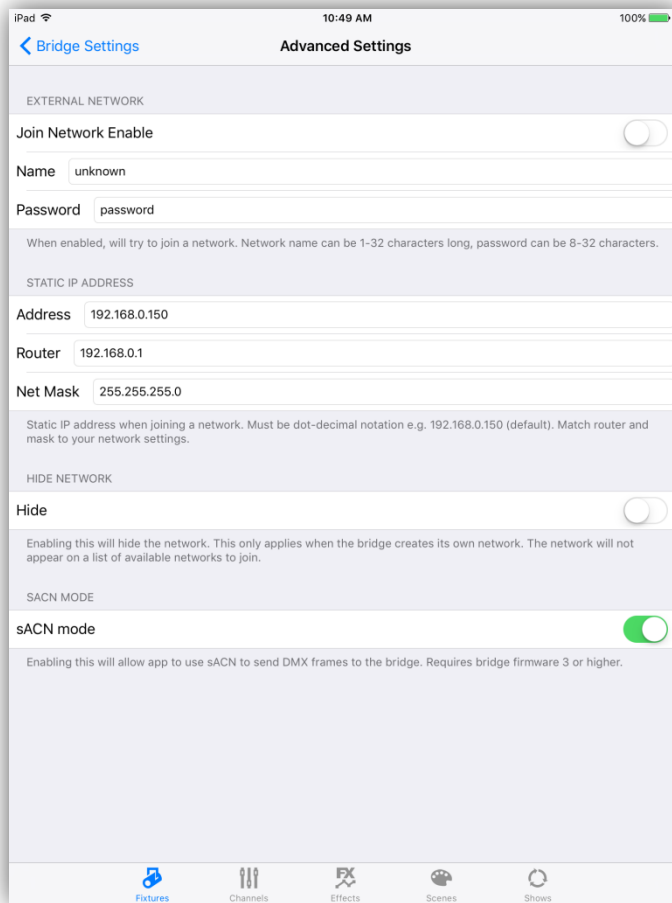 iPad 10:49 AM 100%
Bridge Settings Advanced Settings
EXTERNAL NETWORK
Join Network Enable
Name unknown
Password password
When enabled, will try to join a network. Network name can be 1-32 characters long, password can be 8-32 characters.
STATIC IP ADDRESS
Address 192.168.0.150
Router 192.168.0.1
Net Mask 255.255.255.0
Static IP address when joining a network. Must be dot-decimal notation e.g. 192.168.0.150 (default). Match router and
mask to your network settings.
HIDE NETWORK
Hide
Enabling this will hide the network. This only applies when the bridge creates its own network. The network will not
appear on a list of available networks to join.
SACN MODE
sACN mode
Enabling this will allow app to use sACN to send DMX frames to the bridge. Requires bridge firmware 3 or higher.
FX
Fixtures Channels Effects Scenes Shows